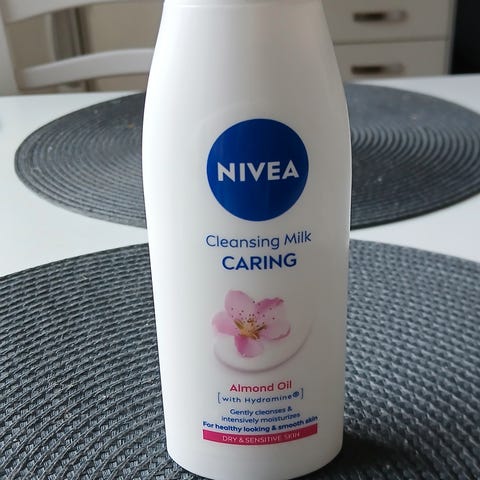 NIVEA
Cleansing Milk
CARING
Almond Oil
[with Hydramine®]
Gently cleanses &
intensively moisturizes
For healthy looking & smooth skin
DRY & SENSITIVE SKIN